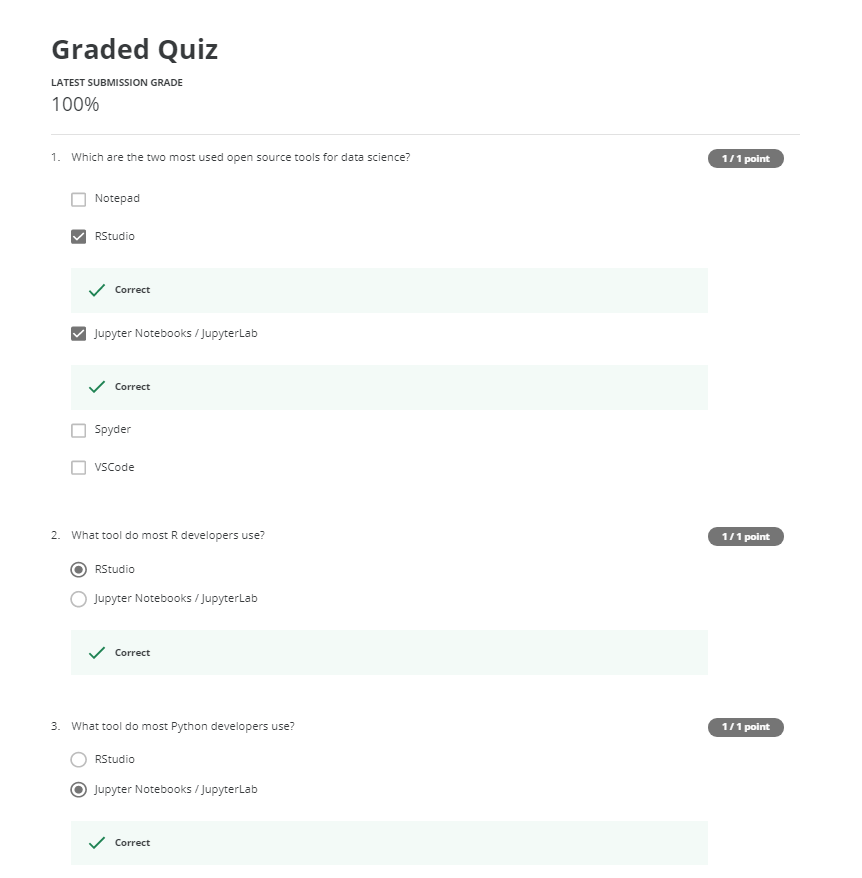 Graded Quiz
LATEST SUBMISSION GRADE
100%
1. Which are the two most used open source tools for data science?
1 / 1 point
Notepad
RStudio
Correct
Jupyter Notebooks / JupyterLab
Correct
Spyder
VSCode
2. What tool do most R developers use?
1 / 1 point
RStudio
Jupyter Notebooks / JupyterLab
Correct
3. What tool do most Python developers use?
1 / 1 point
RStudio
Jupyter Notebooks / JupyterLab
Correct